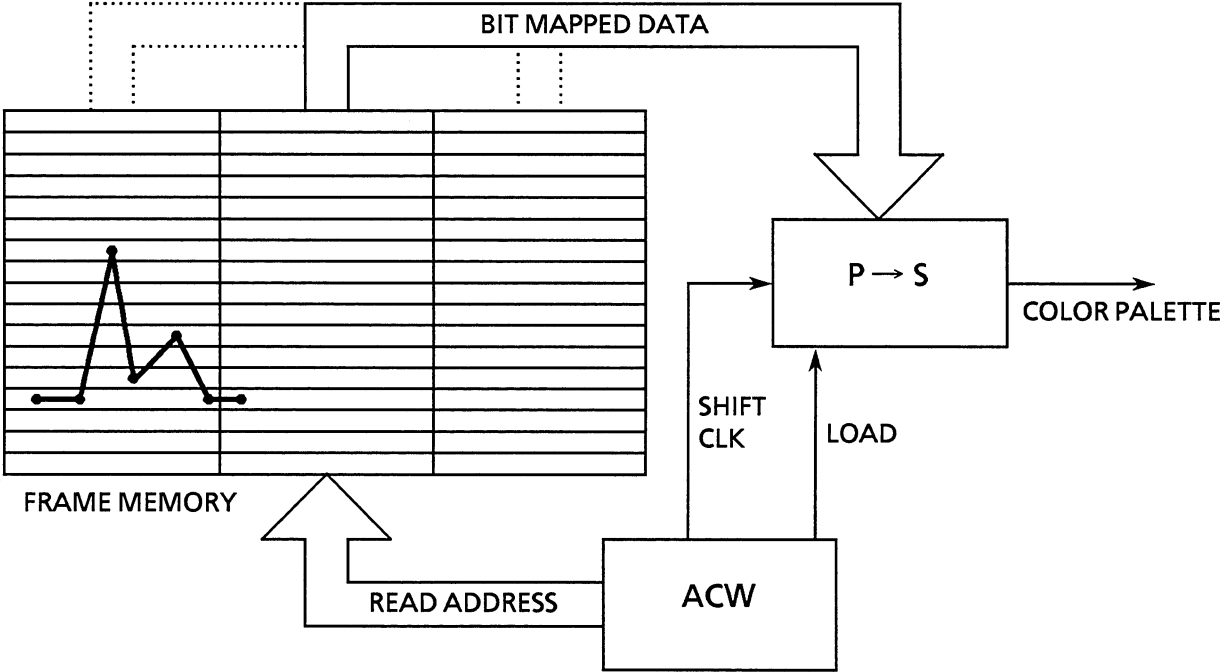 BIT MAPPED DATA
P → S
COLOR PALETTE
SHIFT
CLK
LOAD
FRAME MEMORY
READ ADDRESS
ACW